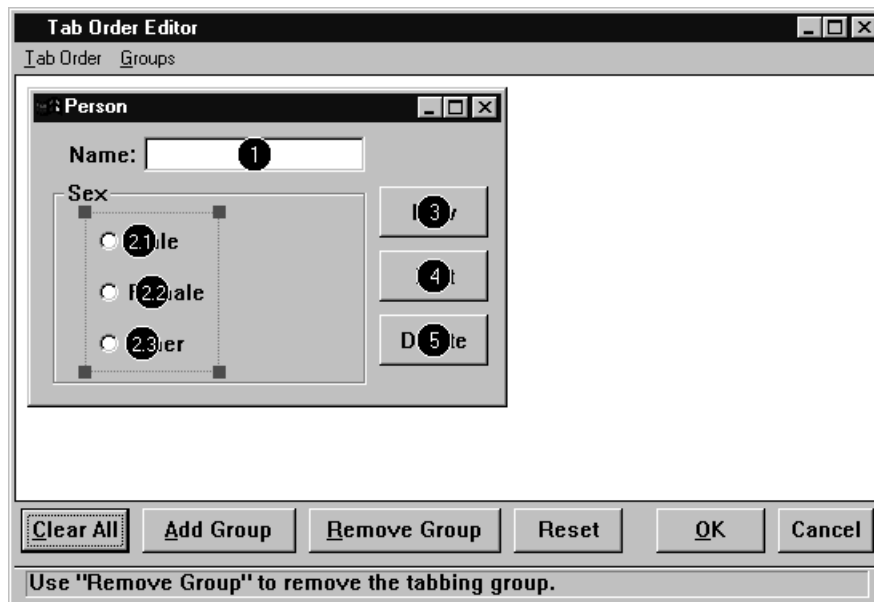 Tab Order Editor
Tab Order Groups
Person
Name: 1
Sex
2.1
3
2.2
4
2.3
5
Clear All Add Group Remove Group Reset OK Cancel
Use "Remove Group" to remove the tabbing group.